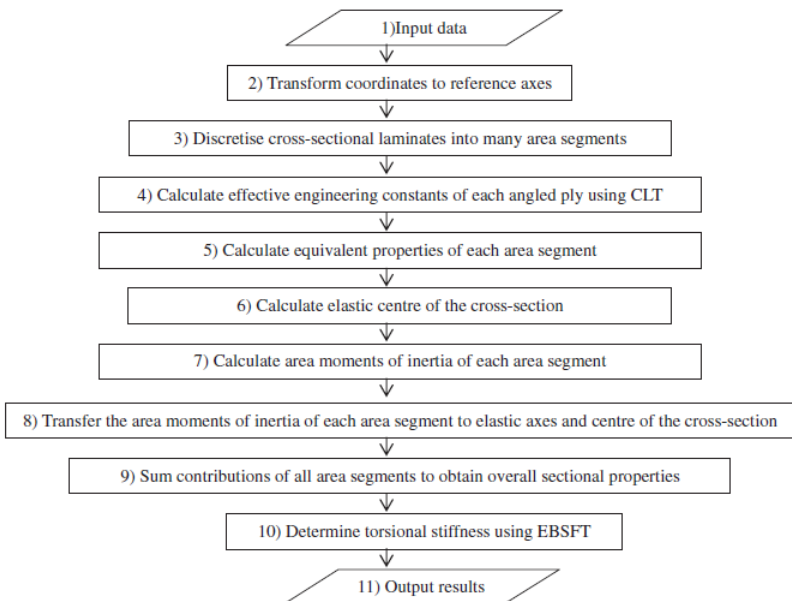 1)Input data
2) Transform coordinates to reference axes
3) Discretise cross-sectional laminates into many area segments
4) Calculate effective engineering constants of each angled ply using CLT
5) Calculate equivalent properties of each area segment
6) Calculate elastic centre of the cross-section
7) Calculate area moments of inertia of each area segment
8) Transfer the area moments of inertia of each area segment to elastic axes and centre of the cross-section
9) Sum contributions of all area segments to obtain overall sectional properties
10) Determine torsional stiffness using EBSFT
11) Output results